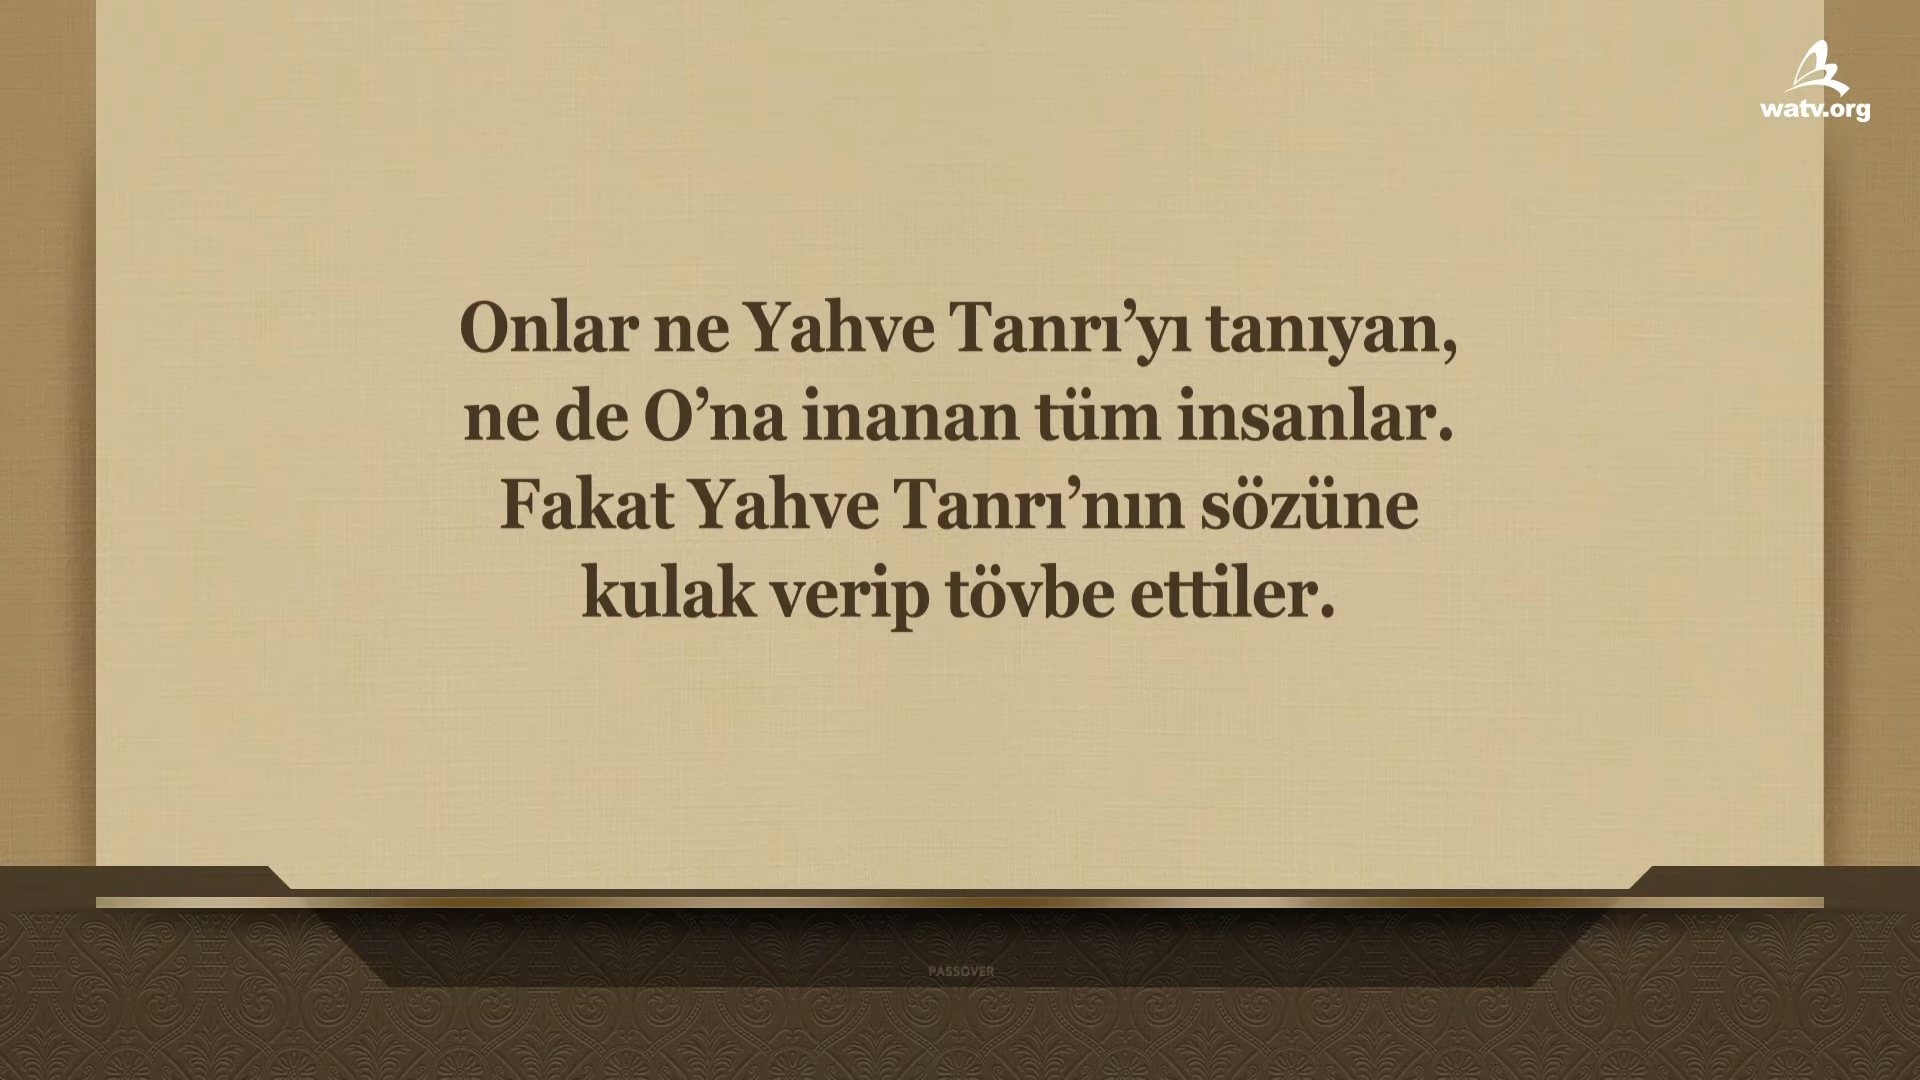 watv.org
Onlar ne Yahve Tanrı’yı tanıyan,
ne de O’na inanan tüm insanlar.
Fakat Yahve Tanrı’nın sözüne
kulak verip tövbe ettiler.
PASSOVER